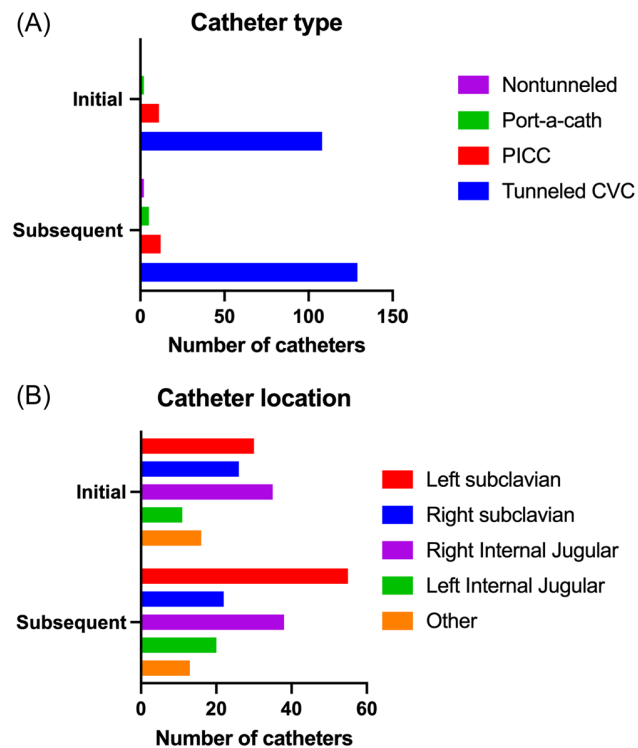 (A)
Catheter type
Initial
Subsequent
0 50 100 150
Number of catheters
Nontunneled
Port-a-cath
PICC
Tunneled CVC
(B)
Catheter location
Initial
Subsequent
0 20 40 60
Number of catheters
Left subclavian
Right subclavian
Right Internal Jugular
Left Internal Jugular
Other